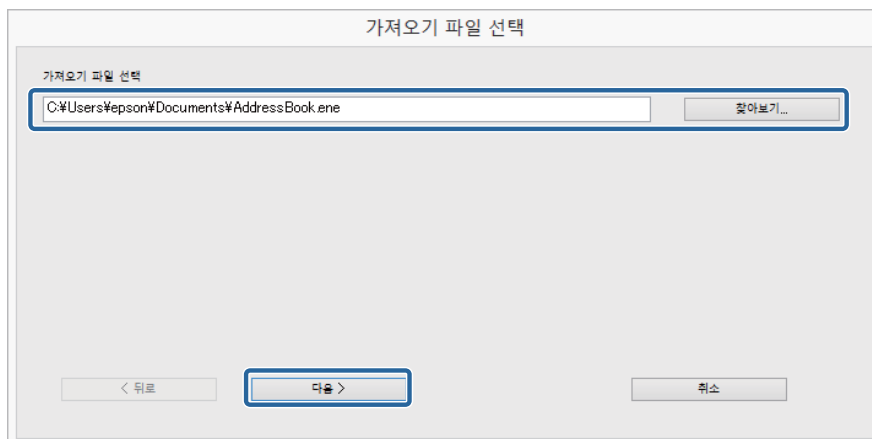 가져오기 파일 선택
가져오기 파일 선택
C:¥Users¥epson¥Documents¥AddressBook.ene
찾아보기...
< 뒤로
다음 >
취소